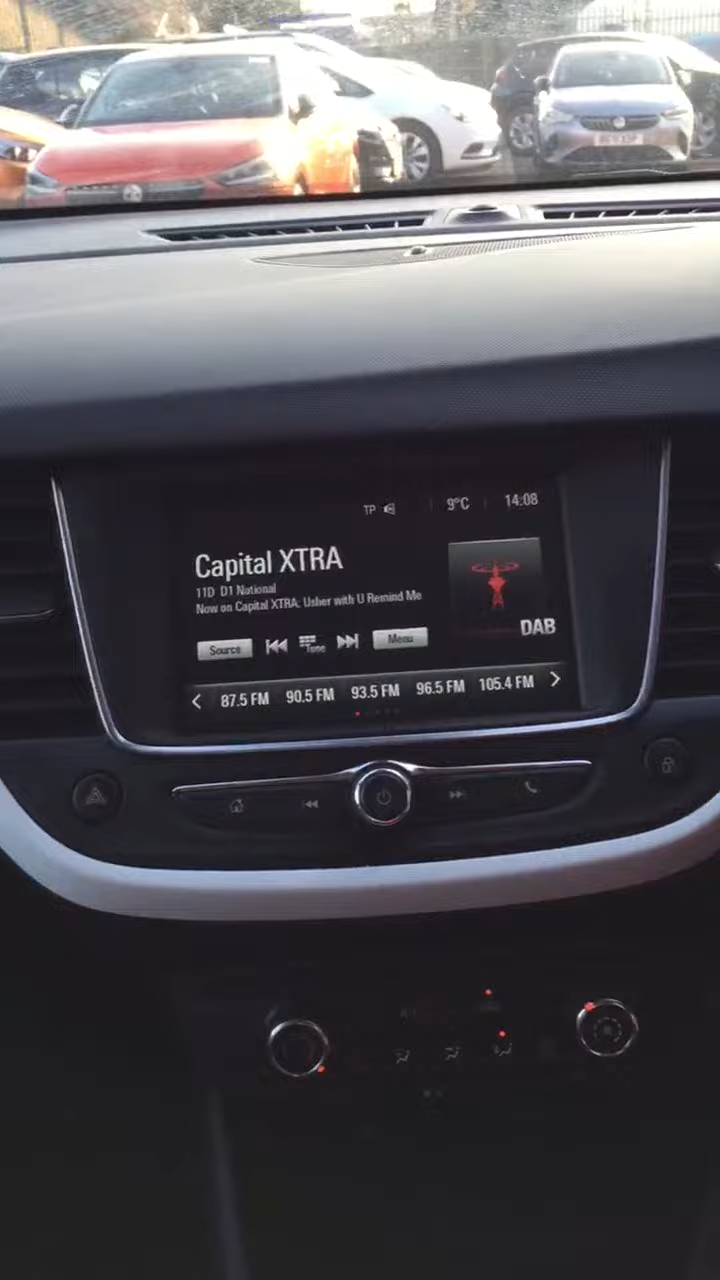 TP 9°C 14:08
Capital XTRA
11D D1 National
Now on Capital XTRA: Usher with U Remind Me
DAB
Source Tune Menu
87.5 FM 90.5 FM 93.5 FM 96.5 FM 105.4 FM